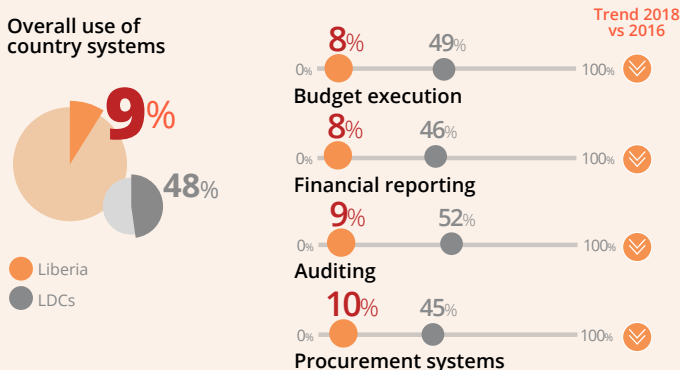 Overall use of
country systems
9%
48%
Liberia
LDCs
Trend 2018
vs 2016
8%
49%
0%
100%
Budget execution
8%
46%
0%
100%
Financial reporting
9%
52%
0%
100%
Auditing
10%
45%
0%
100%
Procurement systems